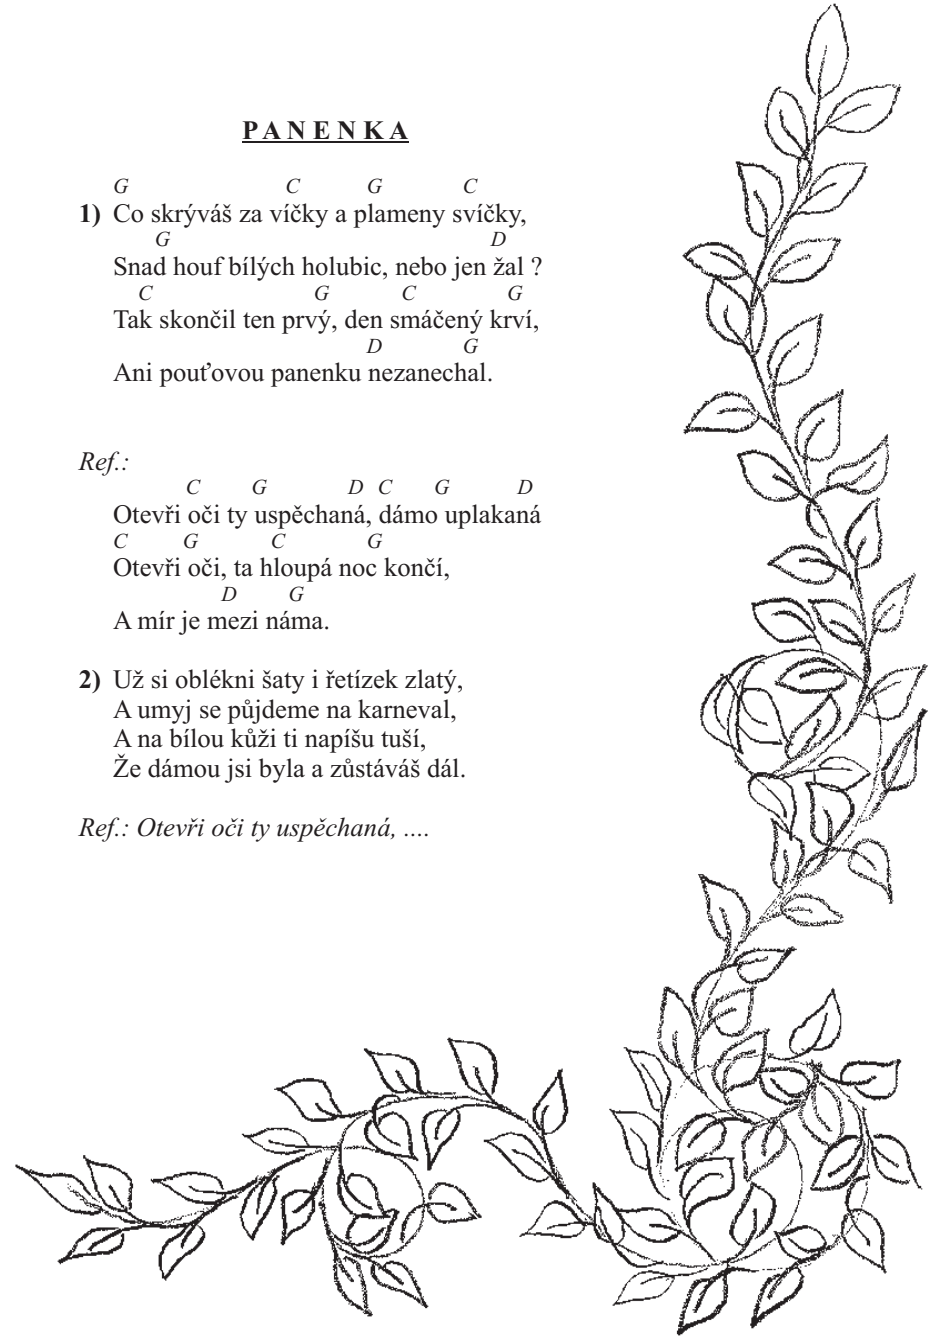 P A N E N K A
G C G C
1) Co skrýváš za víčky a plameny svíčky,
G D
Snad houf bílých holubic, nebo jen žal ?
C G C G
Tak skončil ten prvý, den smáčený krví,
D G
Ani pouťovou panenku nezanechal.
Ref.:
C G D C G D
Otevři oči ty uspěchaná, dámo uplakaná
C G C G
Otevři oči, ta hloupá noc končí,
D G
A mír je mezi náma.
2) Už si oblékni šaty i řetízek zlatý,
A umyj se půjdeme na karneval,
A na bílou kůži ti napíšu tuší,
Že dámou jsi byla a zůstáváš dál.
Ref.: Otevři oči ty uspěchaná, ....